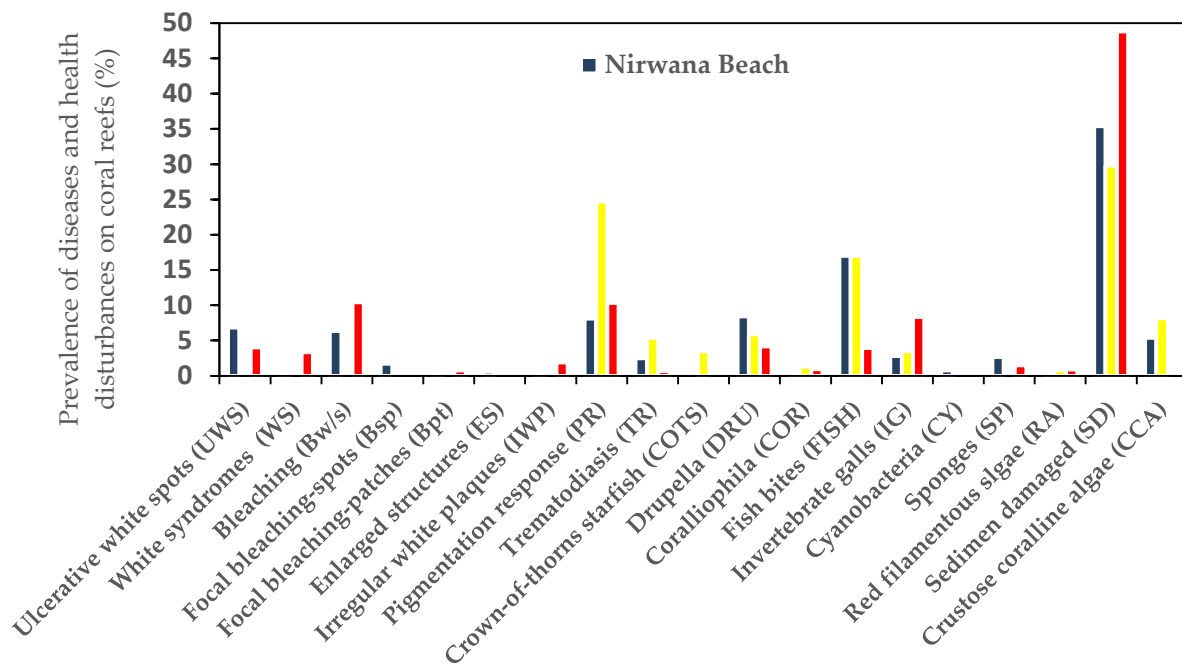 Prevalence of diseases and health
disturbances on coral reefs (%)
50
45
40
35
30
25
20
15
10
5
0
Nirwana Beach
Ulcerative white spots (UWS)
White syndromes (WS)
Bleaching (Bw/s)
Focal bleaching-spots (Bsp)
Focal bleaching-patches (Bpt)
Enlarged structures (ES)
Irregular white plaques (IWP)
Pigmentation response (PR)
Trematodiasis (TR)
Crown-of-thorns starfish (COTS)
Drupella (DRU)
Coralliophila (COR)
Fish bites (FISH)
Invertebrate galls (IG)
Cyanobacteria (CY)
Sponges (SP)
Red filamentous slgae (RA)
Sediment damaged (SD)
Crustose coralline algae (CCA)